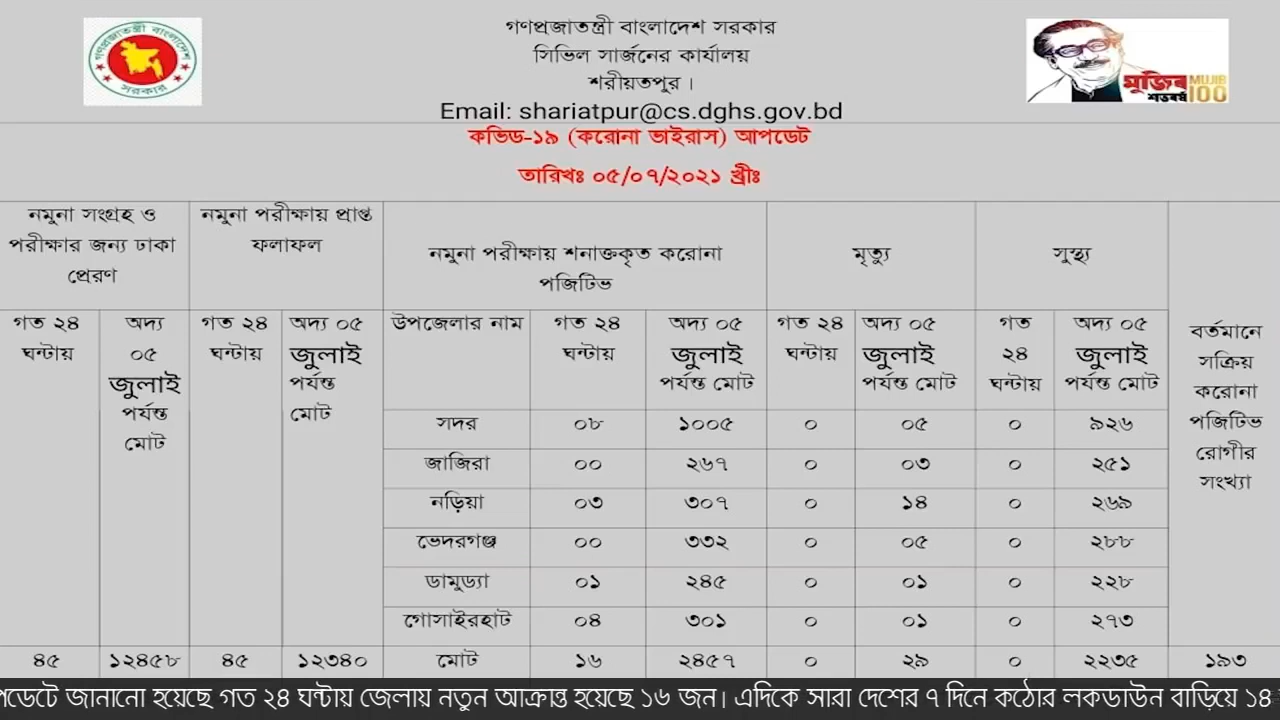 গণপ্রজাতন্ত্রী বাংলাদেশ সরকার
সিভিল সার্জনের কার্যালয়
শরীয়তপুর।
Email: shariatpur@cs.dghs.gov.bd
কভিড-১৯ (করোনা ভাইরাস) আপডেট
তারিখঃ ০৫/০৭/২০২১ খ্রীঃ
গণপ্রজাতন্ত্রী বাংলাদেশ
সরকার
মুজিব MUJIB
শতবর্ষ 100
নমুনা সংগ্রহ ও
পরীক্ষার জন্য ঢাকা
প্রেরণ
নমুনা পরীক্ষায় প্রাপ্ত
ফলাফল
নমুনা পরীক্ষায় শনাক্তকৃত করোনা
পজিটিভ
মৃত্যু
সুস্থ্য
বর্তমানে
সক্রিয়
করোনা
পজিটিভ
রোগীর
সংখ্যা
গত ২৪
ঘন্টায়
অদ্য
০৫
জুলাই
পর্যন্ত
মোট
গত ২৪
ঘন্টায়
অদ্য ০৫
জুলাই
পর্যন্ত
মোট
উপজেলার নাম
গত ২৪
ঘন্টায়
অদ্য ০৫
জুলাই
পর্যন্ত মোট
গত ২৪
ঘন্টায়
অদ্য ০৫
জুলাই
পর্যন্ত মোট
গত
২৪
ঘন্টায়
অদ্য ০৫
জুলাই
পর্যন্ত মোট
সদর ০৮ ১০০৫ ০ ০৫ ০ ৯২৬
জাজিরা ০০ ২৬৭ ০ ০৩ ০ ২৫১
নড়িয়া ০৩ ৩০৭ ০ ১৪ ০ ২৬৯
ভেদরগঞ্জ ০০ ৩৩২ ০ ০৫ ০ ২৮৮
ডামুড্যা ০১ ২৪৫ ০ ০১ ০ ২২৮
গোসাইরহাট ০৪ ৩০১ ০ ০১ ০ ২৭৩
৪৫ ১২৪৫৮ ৪৫ ১২৩৪০ মোট ১৬ ২৪৫৭ ০ ২৯ ০ ২২৩৫ ১৯৩
পডেটে জানানো হয়েছে গত ২৪ ঘন্টায় জেলায় নতুন আক্রান্ত হয়েছে ১৬ জন। এদিকে সারা দেশের ৭ দিনে কঠোর লকডাউন বাড়িয়ে ১৪